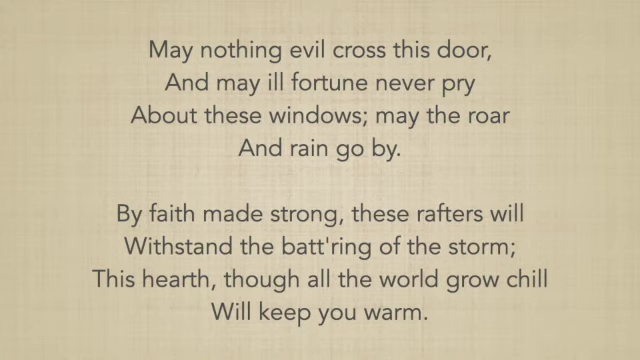 May nothing evil cross this door,
And may ill fortune never pry
About these windows; may the roar
And rain go by.
By faith made strong, these rafters will
Withstand the batt'ring of the storm;
This hearth, though all the world grow chill
Will keep you warm.